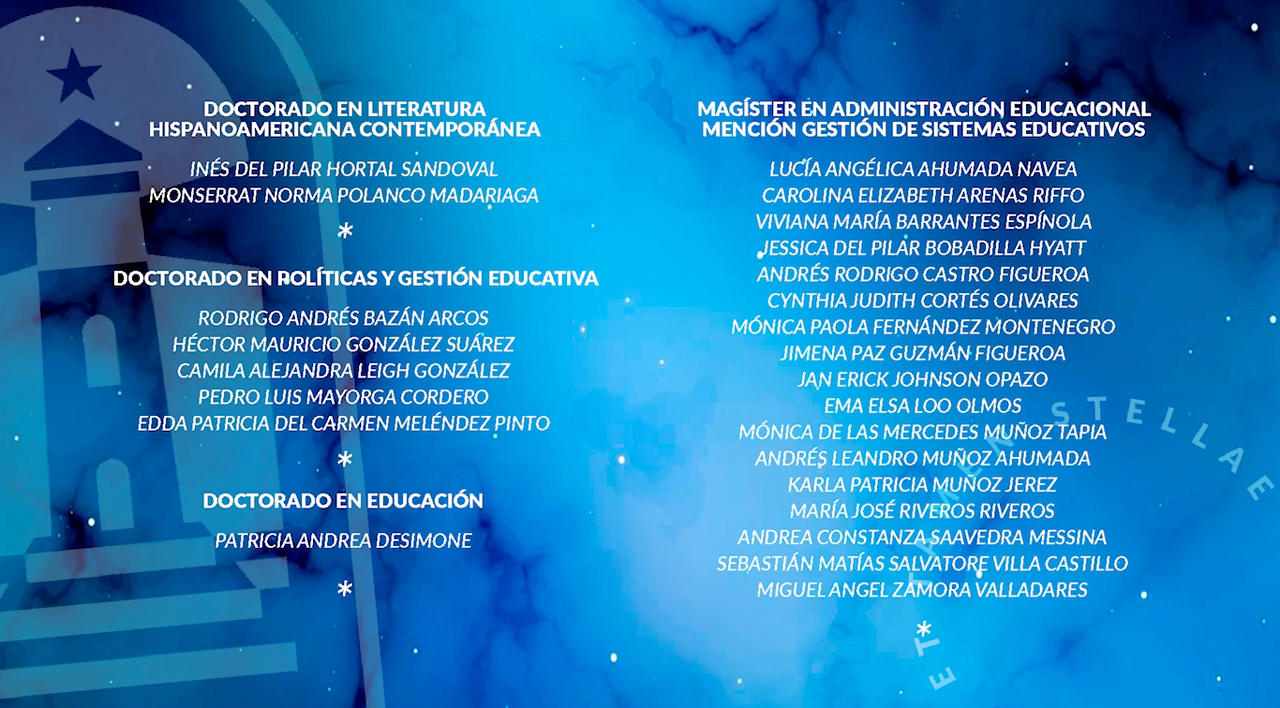 DOCTORADO EN LITERATURA
HISPANOAMERICANA CONTEMPORÁNEA
INÉS DEL PILAR HORTAL SANDOVAL
MONSERRAT NORMA POLANCO MADARIAGA
*
DOCTORADO EN POLÍTICAS Y GESTIÓN EDUCATIVA
RODRIGO ANDRÉS BAZÁN ARCOS
HÉCTOR MAURICIO GONZÁLEZ SUÁREZ
CAMILA ALEJANDRA LEIGH GONZÁLEZ
PEDRO LUIS MAYORGA CORDERO
EDDA PATRICIA DEL CARMEN MELÉNDEZ PINTO
*
DOCTORADO EN EDUCACIÓN
PATRICIA ANDREA DESIMONE
*
MAGÍSTER EN ADMINISTRACIÓN EDUCACIONAL
MENCIÓN GESTIÓN DE SISTEMAS EDUCATIVOS
LUCÍA ANGÉLICA AHUMADA NAVEA
CAROLINA ELIZABETH ARENAS RIFFO
VIVIANA MARÍA BARRANTES ESPÍNOLA
JESSICA DEL PILAR BOBADILLA HYATT
ANDRÉS RODRIGO CASTRO FIGUEROA
CYNTHIA JUDITH CORTÉS OLIVARES
MÓNICA PAOLA FERNÁNDEZ MONTENEGRO
JIMENA PAZ GUZMÁN FIGUEROA
JAN ERICK JOHNSON OPAZO
EMA ELSA LOO OLMOS
MÓNICA DE LAS MERCEDES MUÑOZ TAPIA
ANDRÉS LEANDRO MUÑOZ AHUMADA
KARLA PATRICIA MUÑOZ JEREZ
MARÍA JOSÉ RIVEROS RIVEROS
ANDREA CONSTANZA SAAVEDRA MESSINA
SEBASTIÁN MATÍAS SALVATORE VILLA CASTILLO
MIGUEL ANGEL ZAMORA VALLADARES
*
ET TAMEN STELLAE